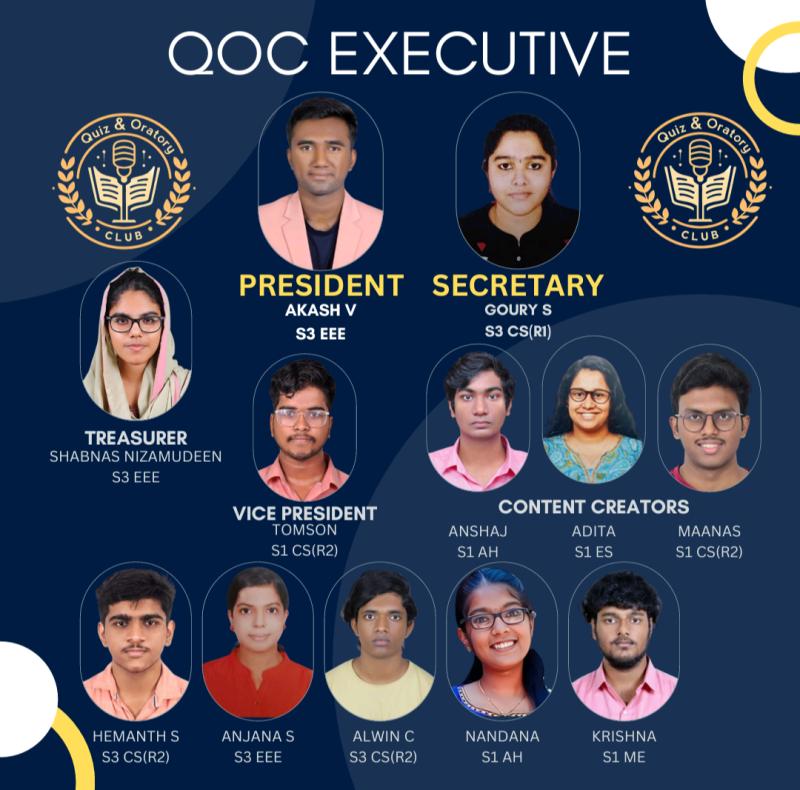 QOC EXECUTIVE
Quiz & Oratory
CLUB
Quiz & Oratory
CLUB
PRESIDENT
AKASH V
S3 EEE
SECRETARY
GOURY S
S3 CS(R1)
TREASURER
SHABNAS NIZAMUDEEN
S3 EEE
VICE PRESIDENT
TOMSON
S1 CS(R2)
CONTENT CREATORS
ANSHAJ
S1 AH
ADITA
S1 ES
MAANAS
S1 CS(R2)
HEMANTH S
S3 CS(R2)
ANJANA S
S3 EEE
ALWIN C
S3 CS(R2)
NANDANA
S1 AH
KRISHNA
S1 ME